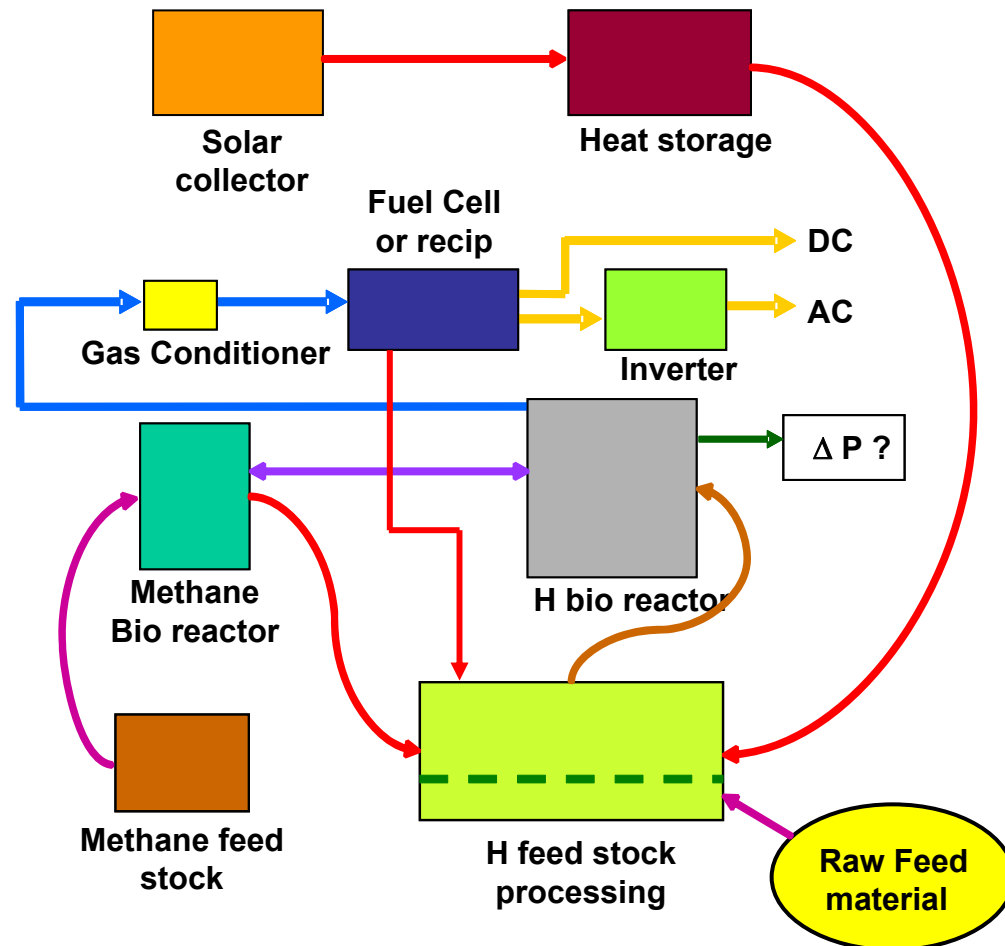 Solar
collector
Heat storage
Fuel Cell
or recip
DC
AC
Gas Conditioner
Inverter
Δ P ?
Methane
Bio reactor
H bio reactor
Methane feed
stock
H feed stock
processing
Raw Feed
material